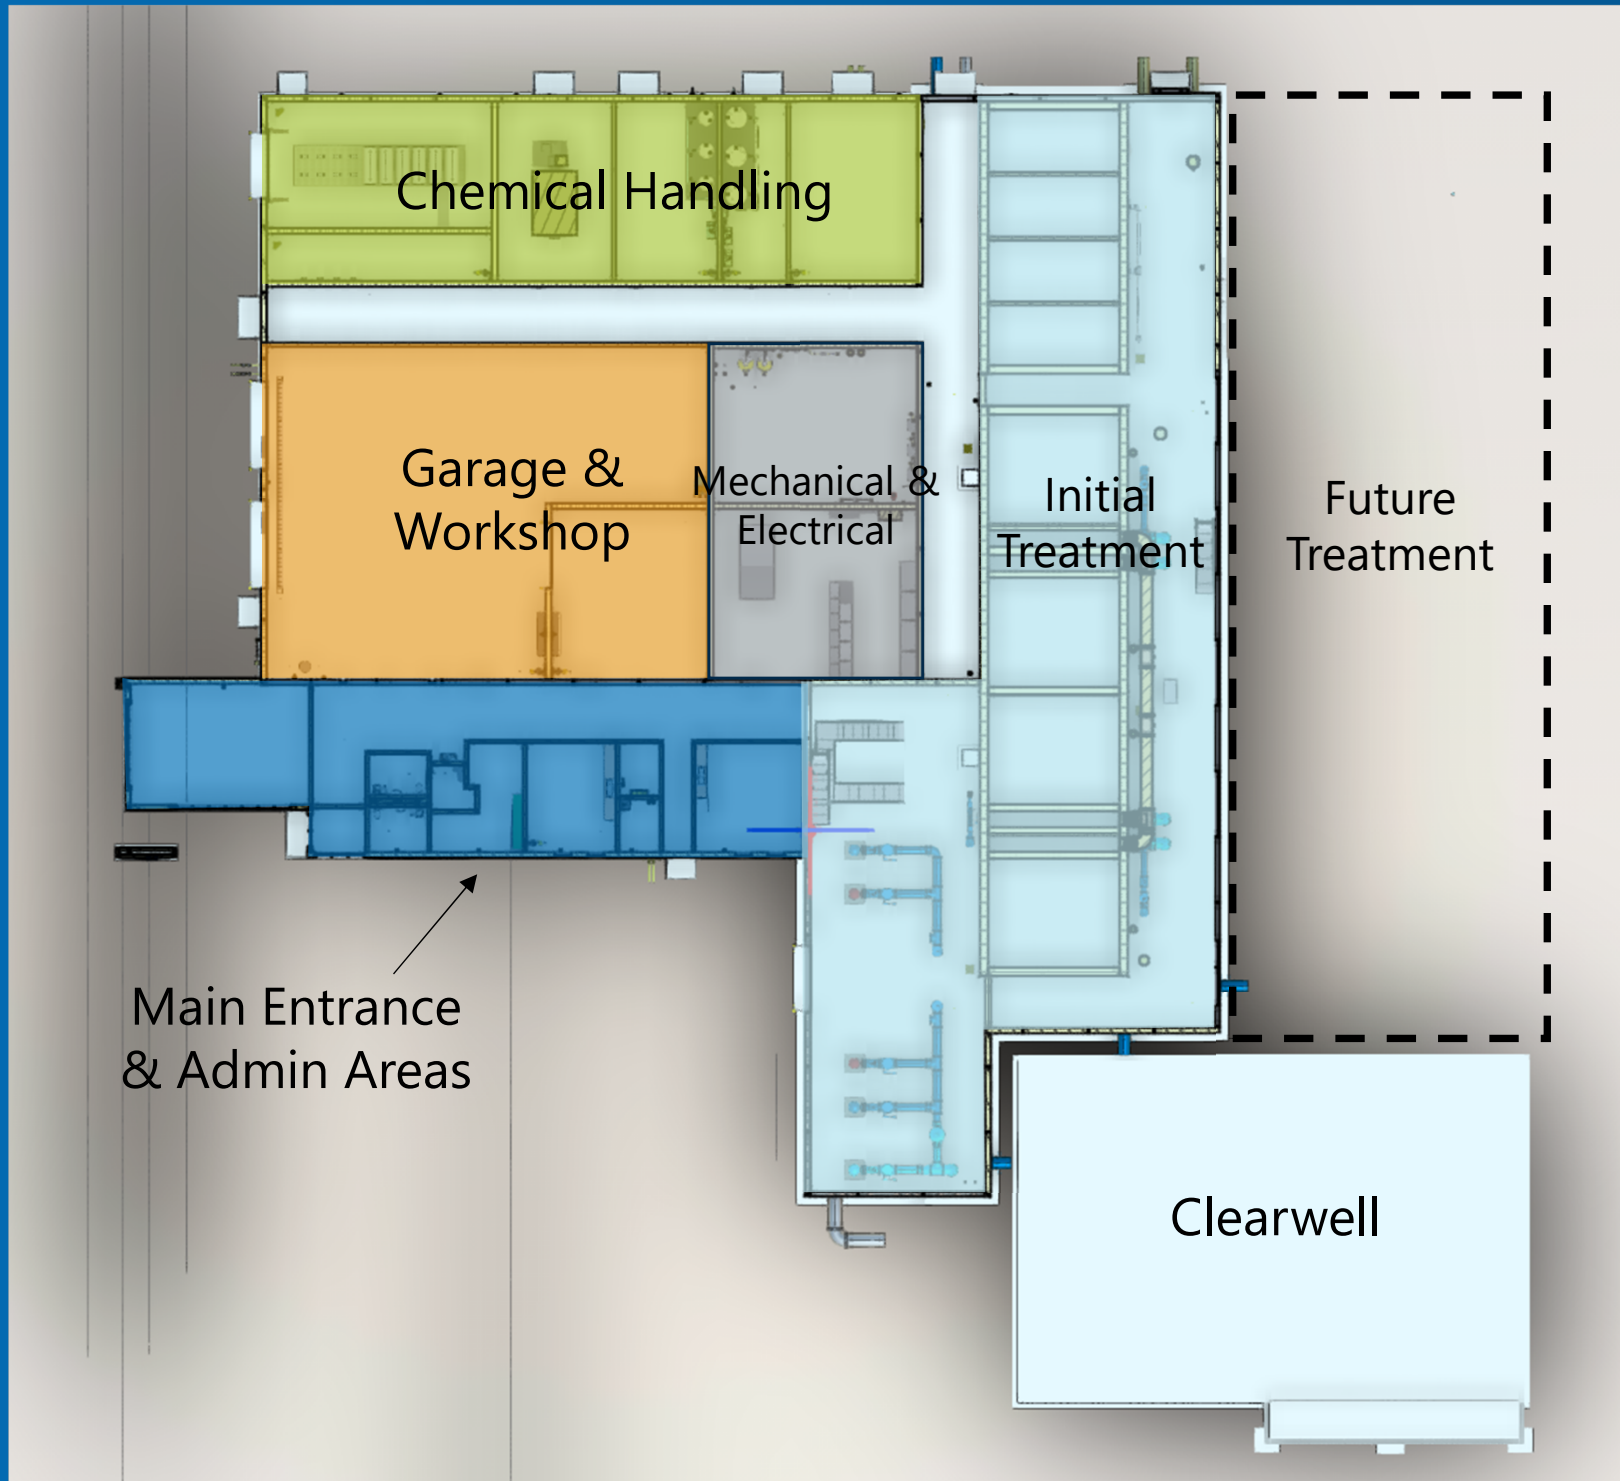 Chemical Handling
Garage &
Workshop
Mechanical &
Electrical
Initial
Treatment
Future
Treatment
Main Entrance
& Admin Areas
Clearwell